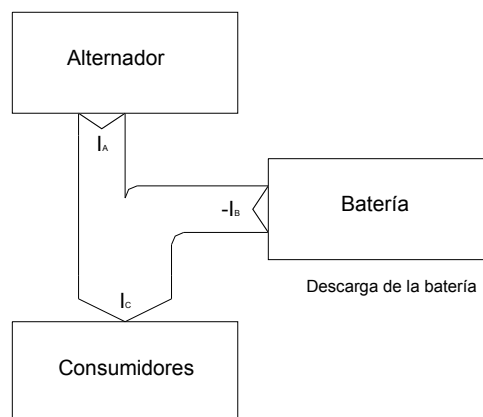 Alternador
IA
-IB
Batería
Descarga de la batería
IC
Consumidores